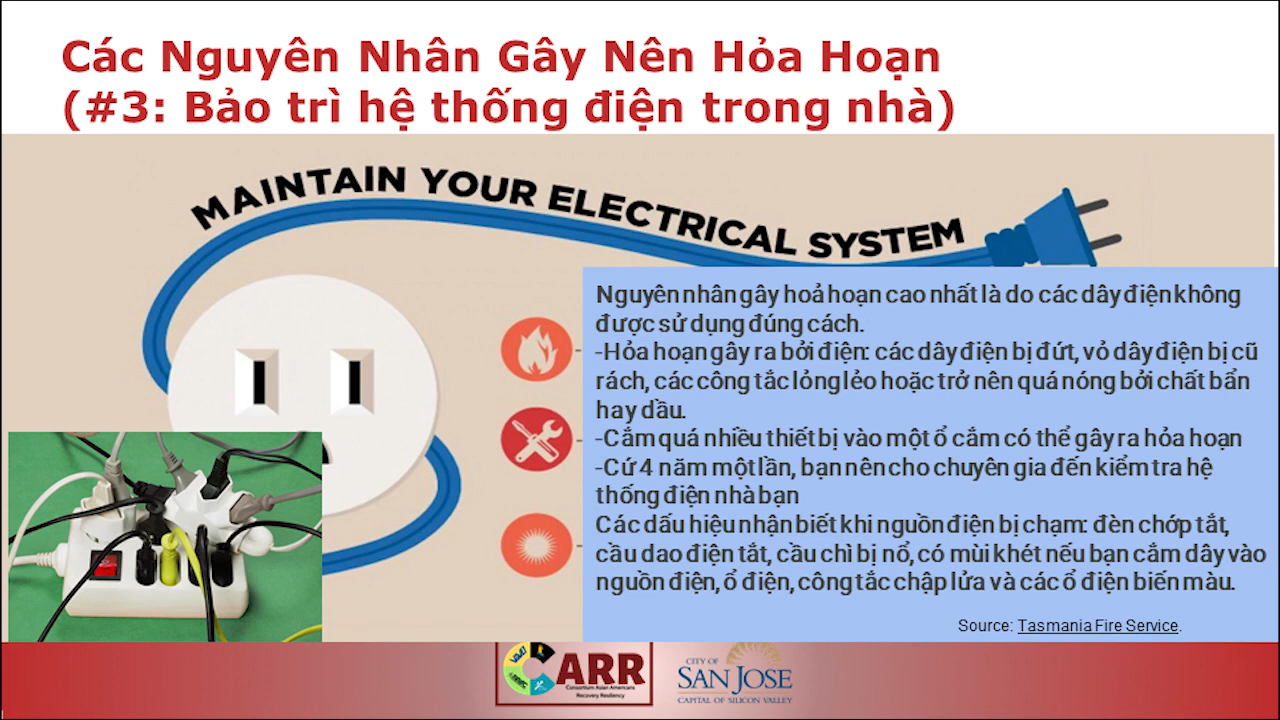 Các Nguyên Nhân Gây Nên Hỏa Hoạn
(#3: Bảo trì hệ thống điện trong nhà)
MAINTAIN YOUR ELECTRICAL SYSTEM
Nguyên nhân gây hoả hoạn cao nhất là do các dây điện không
được sử dụng đúng cách.
-Hỏa hoạn gây ra bởi điện: các dây điện bị đứt, vỏ dây điện bị cũ
rách, các công tắc lỏng lẻo hoặc trở nên quá nóng bởi chất bẩn
hay dầu.
-Cắm quá nhiều thiết bị vào một ổ cắm có thể gây ra hỏa hoạn
-Cứ 4 năm một lần, bạn nên cho chuyên gia đến kiểm tra hệ
thống điện nhà bạn
Các dấu hiệu nhận biết khi nguồn điện bị chạm: đèn chớp tắt,
cầu dao điện tắt, cầu chì bị nổ, có mùi khét nếu bạn cắm dây vào
nguồn điện, ổ điện, công tắc chập lửa và các ổ điện biến màu.
Source: Tasmania Fire Service.
CARR
Consortium Asian Americans
Recovery Resiliency
CITY OF
SAN JOSE
CAPITAL OF SILICON VALLEY